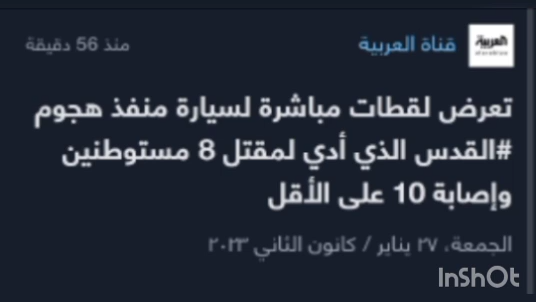 العربية
قناة العربية
منذ 56 دقيقة
تعرض لقطات مباشرة لسيارة منفذ هجوم
#القدس الذي أدي لمقتل 8 مستوطنين
وإصابة 10 على الأقل
الجمعة، ٢٧ يناير / كانون الثاني ٢٠٢٣
InShOt